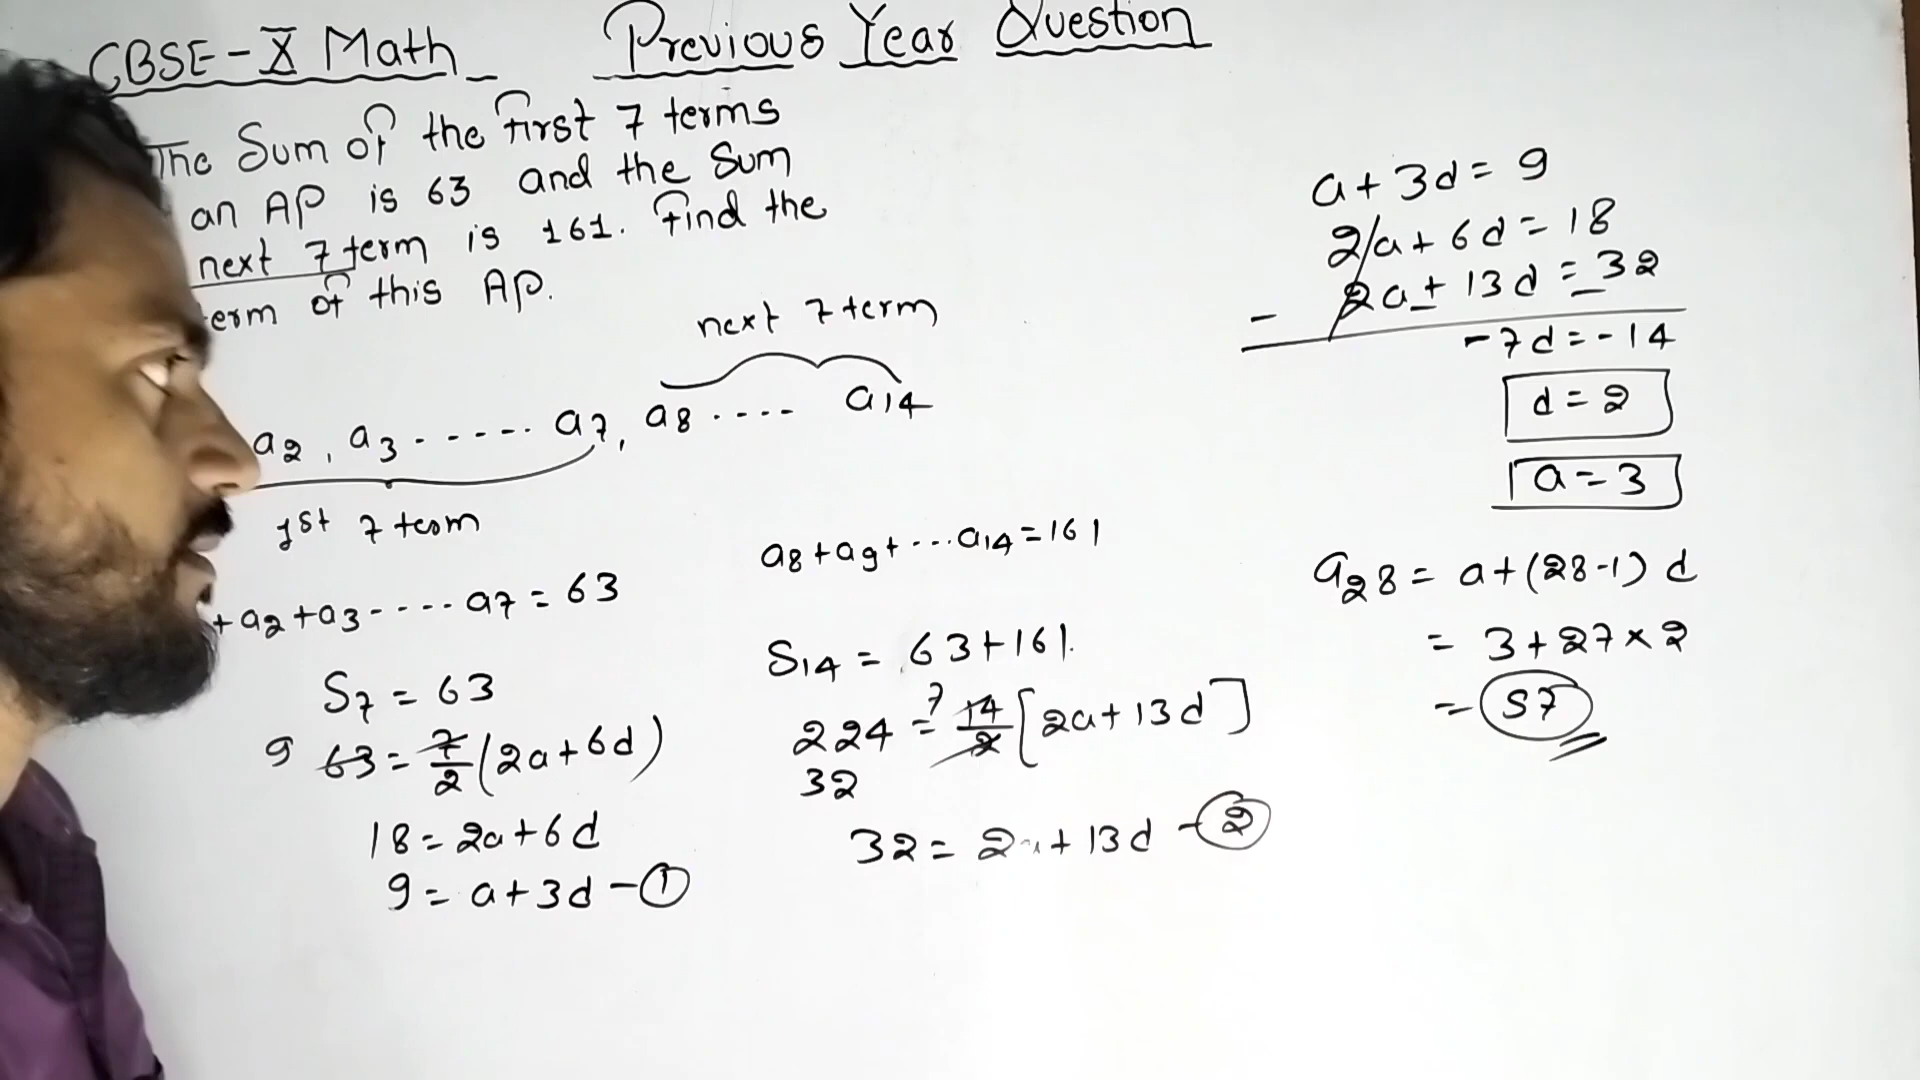 CBSE-X Math Previous Year Question
The Sum of the First 7 terms
an AP is 63 and the Sum
next 7 term is 161. Find the
erm of this AP.
next 7 term
a2, a3 ------ a7, a8 .... a14
1st 7 term
+a2+a3----a7=63
S7=63
9 63=7/2(2a+6d)
18=2a+6d
9=a+3d-①
a8+a9+...a14=161
S14=63+161
224=7 14/2[2a+13d]
32
32=2a+13d-②
a+3d=9
2a+6d=18
2a+13d=32
- + - -
-7d=-14
d=2
a=3
a28=a+(28-1)d
=3+27×2
=57